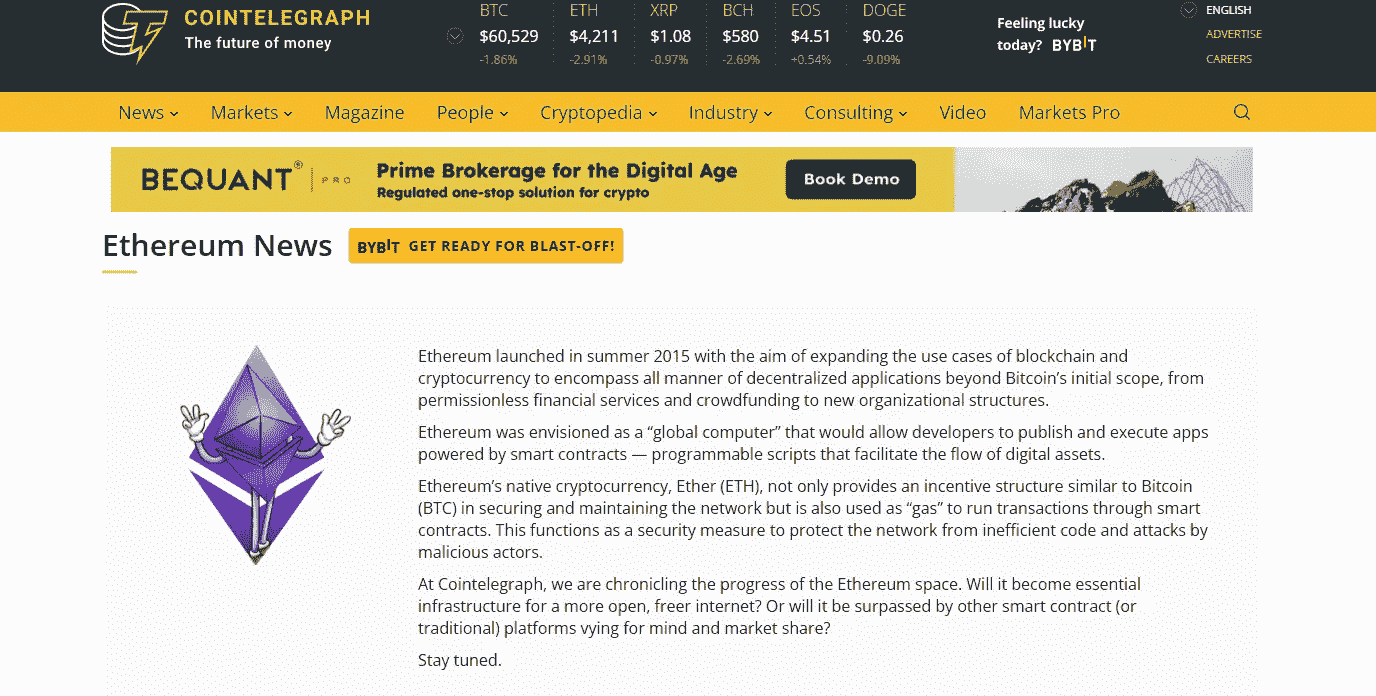 COINTELEGRAPH
The future of money
BTC ETH XRP BCH EOS DOGE
$60,529 $4,211 $1.08 $580 $4.51 $0.26
-1.86% -2.91% -0.97% -2.69% +0.54% -9.09%
Feeling lucky
today? BYBIT
ENGLISH
ADVERTISE
CAREERS
News Markets Magazine People Cryptopedia Industry Consulting Video Markets Pro
BEQUANT® PRO
Prime Brokerage for the Digital Age
Regulated one-stop solution for crypto
Book Demo
Ethereum News
BYBIT GET READY FOR BLAST-OFF!
Ethereum launched in summer 2015 with the aim of expanding the use cases of blockchain and
cryptocurrency to encompass all manner of decentralized applications beyond Bitcoin’s initial scope, from
permissionless financial services and crowdfunding to new organizational structures.
Ethereum was envisioned as a “global computer” that would allow developers to publish and execute apps
powered by smart contracts — programmable scripts that facilitate the flow of digital assets.
Ethereum’s native cryptocurrency, Ether (ETH), not only provides an incentive structure similar to Bitcoin
(BTC) in securing and maintaining the network but is also used as “gas” to run transactions through smart
contracts. This functions as a security measure to protect the network from inefficient code and attacks by
malicious actors.
At Cointelegraph, we are chronicling the progress of the Ethereum space. Will it become essential
infrastructure for a more open, freer internet? Or will it be surpassed by other smart contract (or
traditional) platforms vying for mind and market share?
Stay tuned.